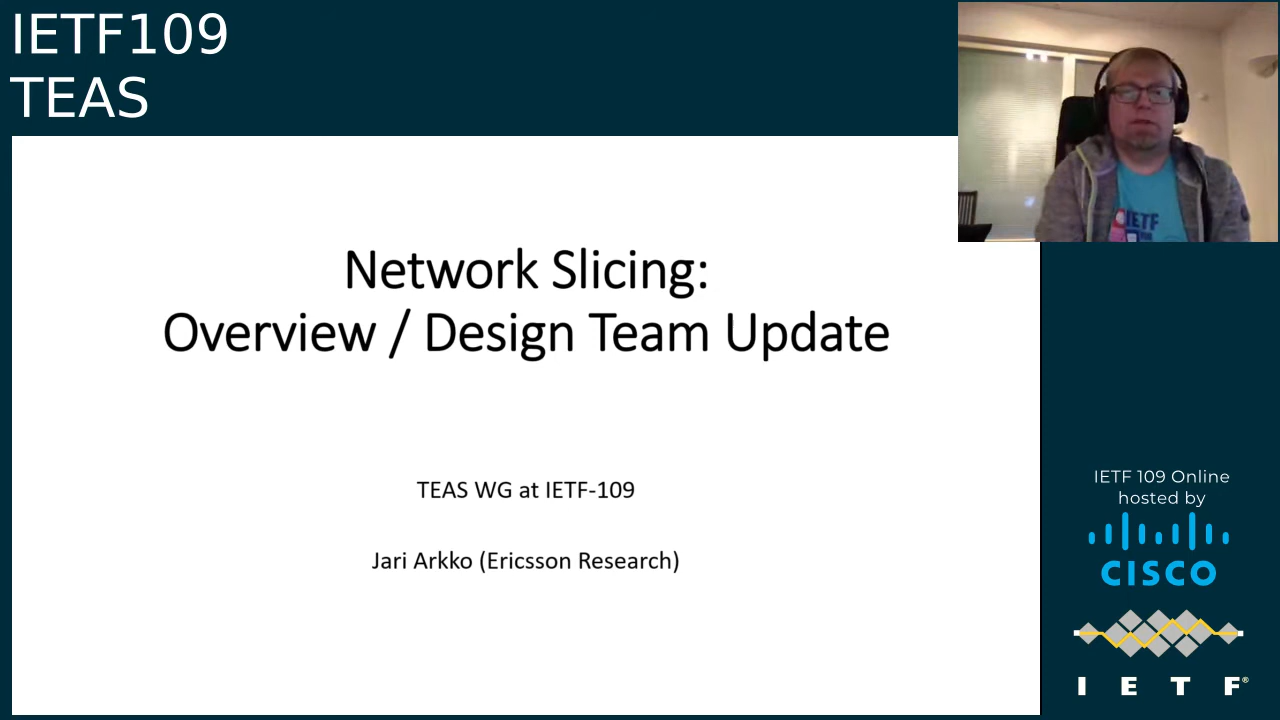 IETF109
TEAS
IETF
Network Slicing:
Overview / Design Team Update
TEAS WG at IETF-109
Jari Arkko (Ericsson Research)
IETF 109 Online
hosted by
CISCO
I E T F®